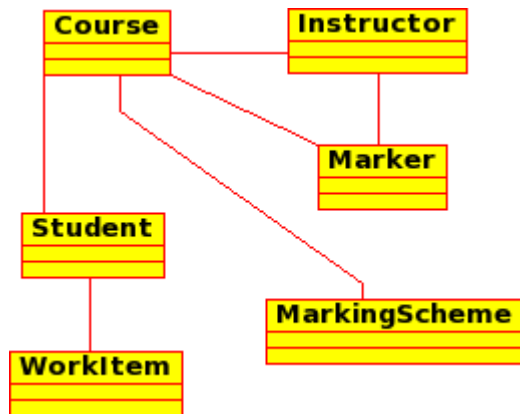 Course
Instructor
Marker
Student
MarkingScheme
WorkItem